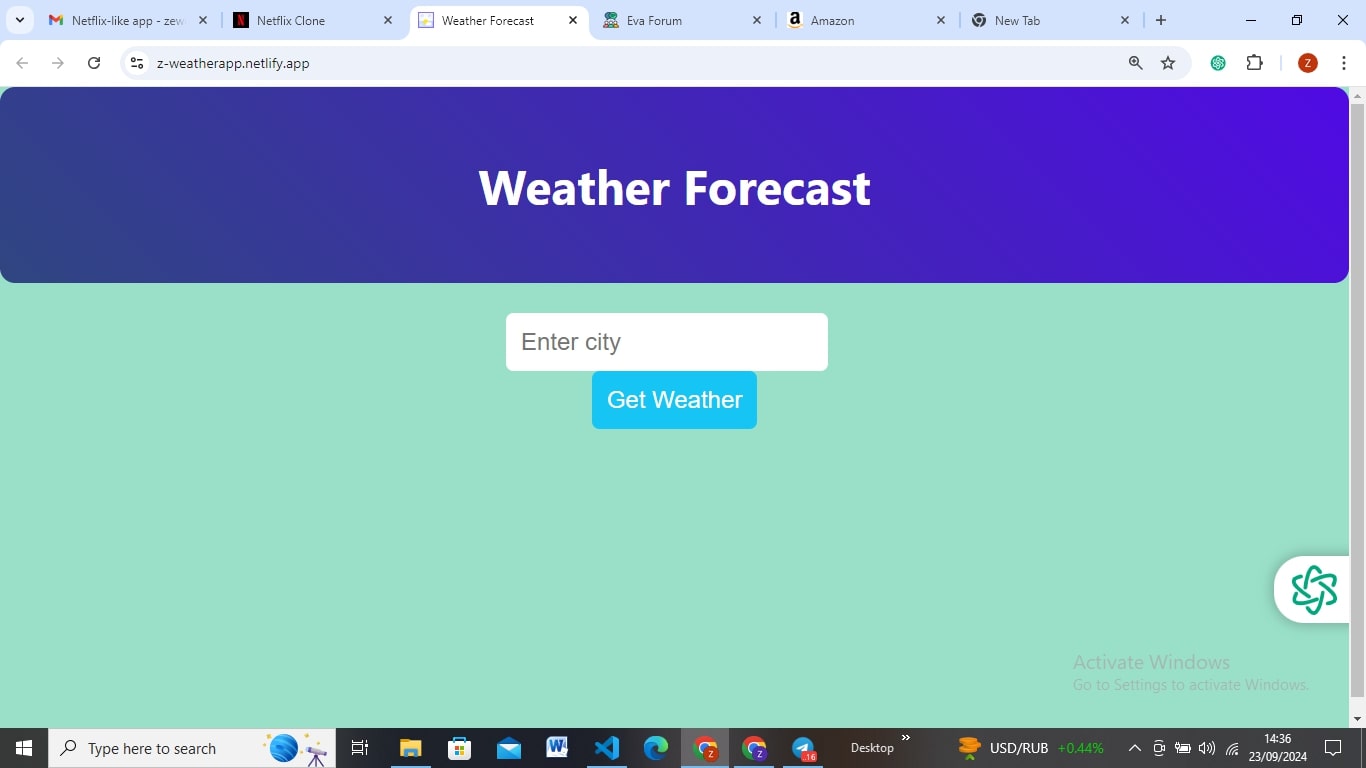 Netflix-like app - zew
Netflix Clone
Weather Forecast
Eva Forum
Amazon
New Tab
z-weatherapp.netlify.app
Z
Weather Forecast
Enter city
Get Weather
Activate Windows
Go to Settings to activate Windows.
Type here to search
Z
Z
16
Desktop
USD/RUB +0.44%
14:36
23/09/2024